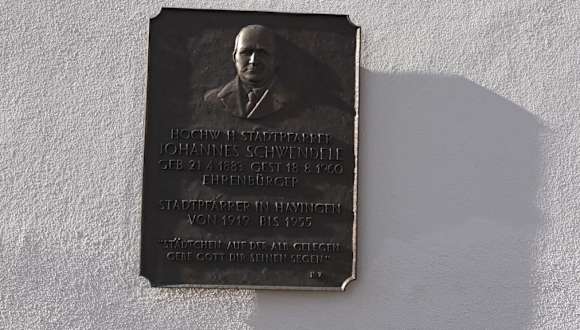 HOCHW. H. STADTPFARRER
JOHANNES SCHWENDELE
GEB. 21.4.1883 GEST. 18.8.1960
EHRENBÜRGER
STADTPFARRER IN HAYINGEN
VON 1919 BIS 1955
"STÄDTCHEN AUF DER ALB GELEGEN
GEBE GOTT DIR SEINEN SEGEN"